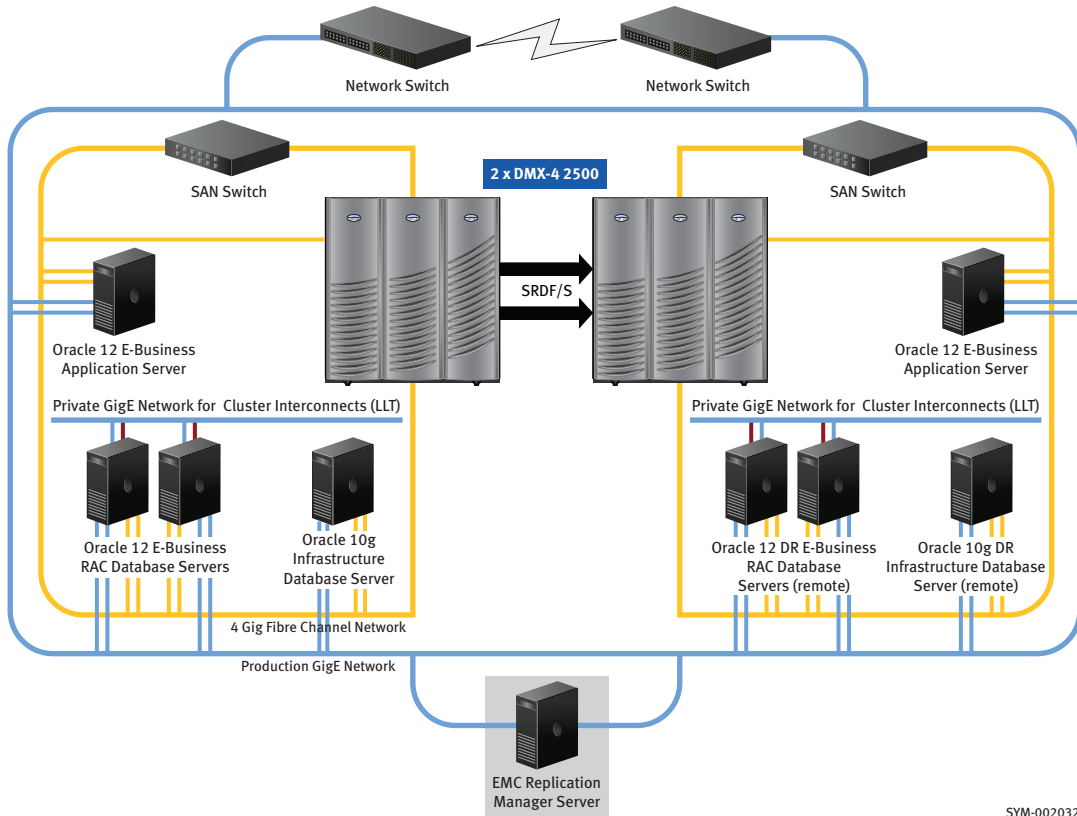 Network Switch
Network Switch
SAN Switch
2 x DMX-4 2500
SAN Switch
SRDF/S
Oracle 12 E-Business
Application Server
Oracle 12 E-Business
Application Server
Private GigE Network for Cluster Interconnects (LLT)
Private GigE Network for Cluster Interconnects (LLT)
Oracle 12 E-Business
RAC Database Servers
Oracle 10g
Infrastructure
Database Server
Oracle 12 DR E-Business
RAC Database
Servers (remote)
Oracle 10g DR
Infrastructure Database
Server (remote)
4 Gig Fibre Channel Network
Production GigE Network
EMC Replication
Manager Server
SYM-002032